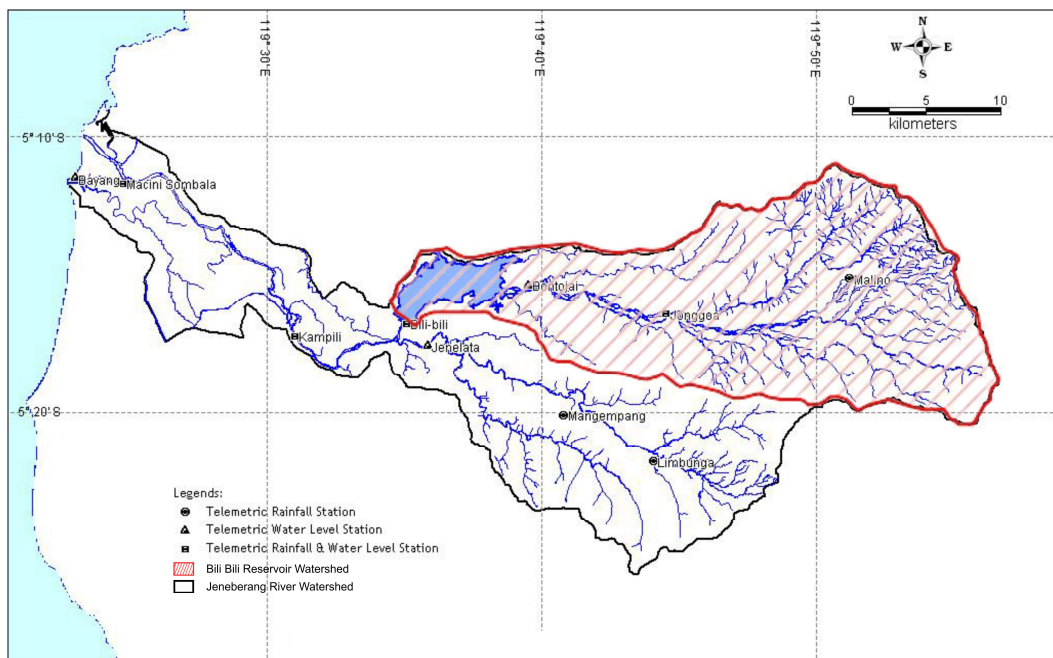 119° 30' E
119° 40' E
119° 50' E
N
W E
S
0 5 10
kilometers
5° 10' S
Bayang
Macini Sombala
Malino
Bontojai
Jonggoa
Bili-bili
Kampili
Jenelata
5° 20' S
Mangempang
Limbunga
Legends:
Telemetric Rainfall Station
Telemetric Water Level Station
Telemetric Rainfall & Water Level Station
Bili Bili Reservoir Watershed
Jeneberang River Watershed